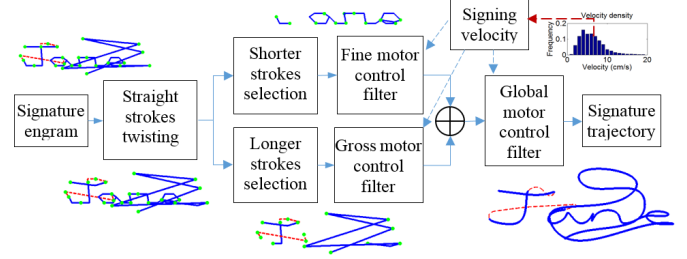 Signature
engram
Straight
strokes
twisting
Shorter
strokes
selection
Longer
strokes
selection
Fine motor
control
filter
Gross motor
control
filter
Signing
velocity
Velocity density
Frequency
0.2
0.1
0
0
10
20
Velocity (cm/s)
Global
motor
control
filter
Signature
trajectory